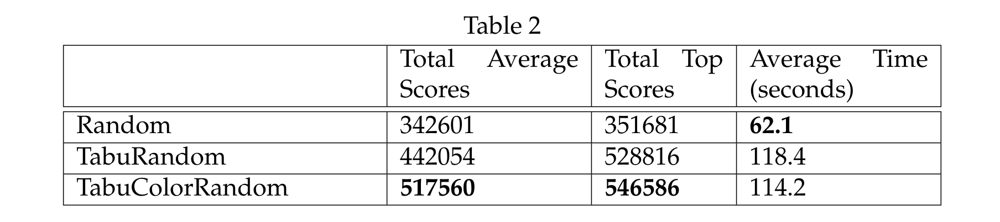 Table 2
Total Average Scores Total Top Scores Average Time (seconds)
Random 342601 351681 62.1
TabuRandom 442054 528816 118.4
TabuColorRandom 517560 546586 114.2